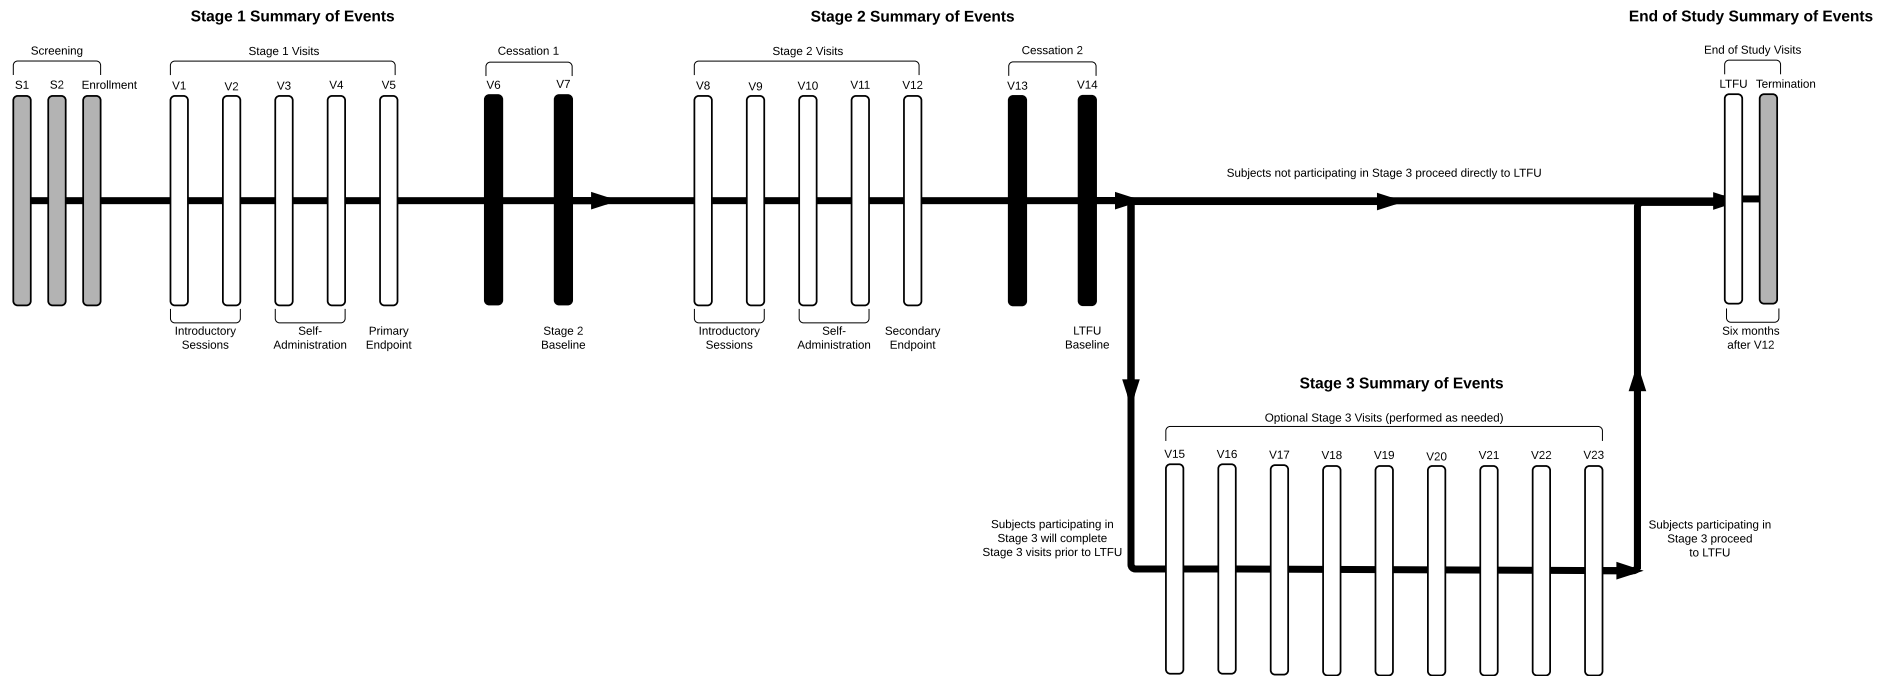 Stage 1 Summary of Events
Stage 2 Summary of Events
End of Study Summary of Events
Screening
Stage 1 Visits
Cessation 1
Stage 2 Visits
Cessation 2
End of Study Visits
S1
S2
Enrollment
V1
V2
V3
V4
V5
V6
V7
V8
V9
V10
V11
V12
V13
V14
LTFU
Termination
Subjects not participating in Stage 3 proceed directly to LTFU
Introductory
Sessions
Self-
Administration
Primary
Endpoint
Stage 2
Baseline
Introductory
Sessions
Self-
Administration
Secondary
Endpoint
LTFU
Baseline
Six months
after V12
Stage 3 Summary of Events
Optional Stage 3 Visits (performed as needed)
V15
V16
V17
V18
V19
V20
V21
V22
V23
Subjects participating in
Stage 3 will complete
Stage 3 visits prior to LTFU
Subjects participating in
Stage 3 proceed
to LTFU